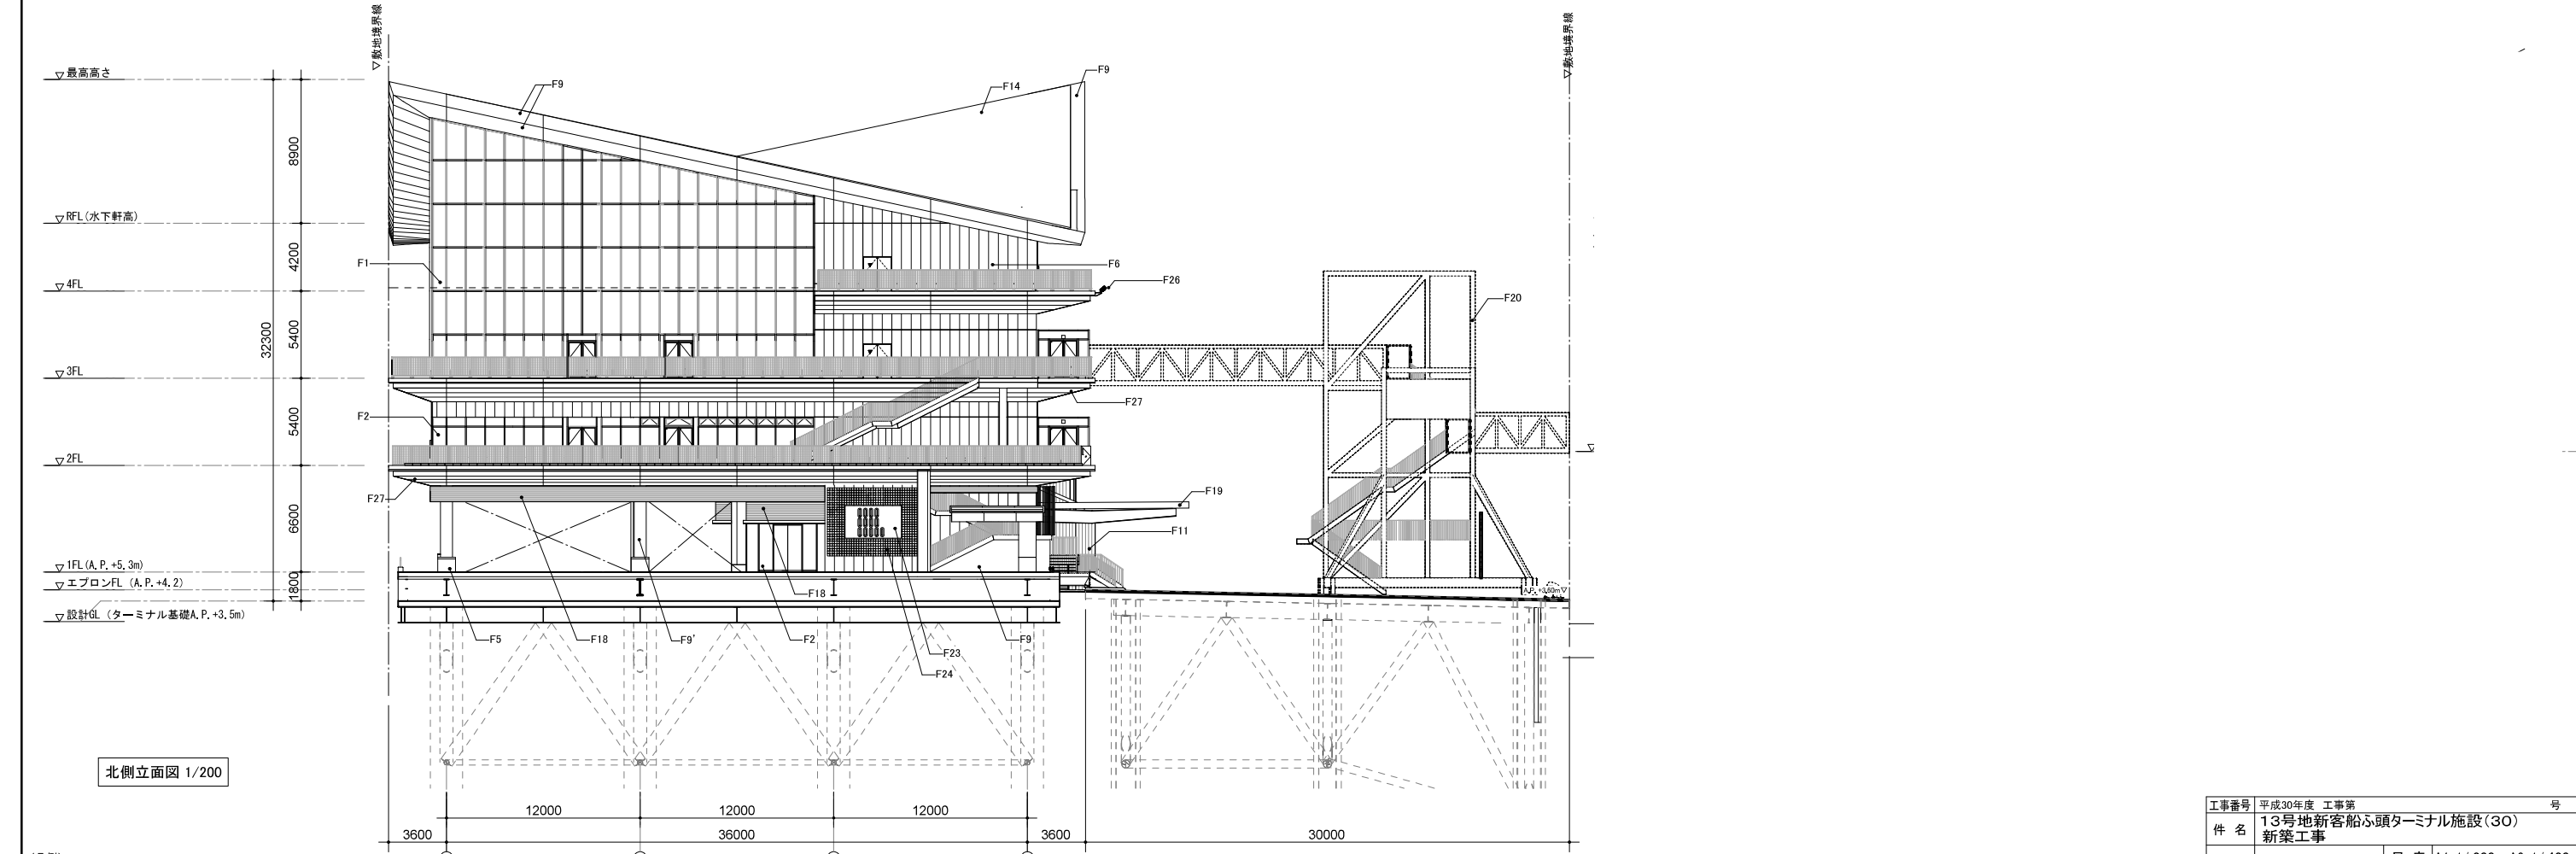 ▽敷地境界線
▽敷地境界線
▽最高高さ
F9
F14
F9
8900
▽RFL(水下軒高)
4200
F1
F6
F26
▽4FL
F20
32300
5400
▽3FL
F27
F2
5400
▽2FL
F27
F19
6600
F11
▽1FL(A.P.+5.3m)
▽エプロンFL (A.P.+4.2)
1800
F18
A.P.+3.50m▽
▽設計GL (ターミナル基礎A.P.+3.5m)
F5
F18
F9'
F2
F23
F9
F24
北側立面図 1/200
12000
12000
12000
3600
36000
3600
30000
工事番号 平成30年度 工事第 号
件 名 13号地新客船ふ頭ターミナル施設(30)
新築工事